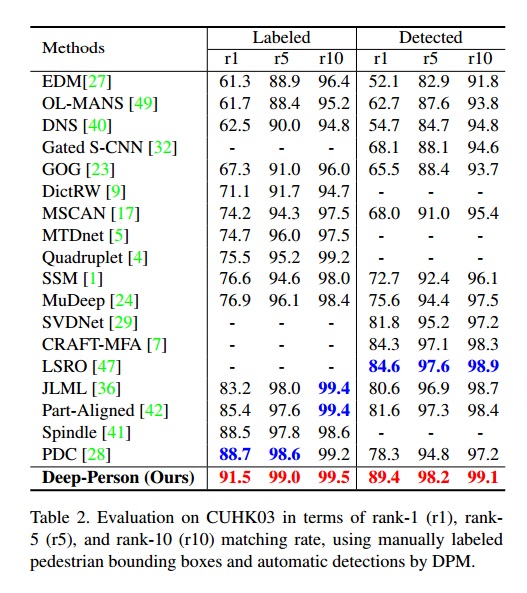 Methods Labeled Detected
r1 r5 r10 r1 r5 r10
EDM[27] 61.3 88.9 96.4 52.1 82.9 91.8
OL-MANS [49] 61.7 88.4 95.2 62.7 87.6 93.8
DNS [40] 62.5 90.0 94.8 54.7 84.7 94.8
Gated S-CNN [32] - - - 68.1 88.1 94.6
GOG [23] 67.3 91.0 96.0 65.5 88.4 93.7
DictRW [9] 71.1 91.7 94.7 - - -
MSCAN [17] 74.2 94.3 97.5 68.0 91.0 95.4
MTDnet [5] 74.7 96.0 97.5 - - -
Quadruplet [4] 75.5 95.2 99.2 - - -
SSM [1] 76.6 94.6 98.0 72.7 92.4 96.1
MuDeep [24] 76.9 96.1 98.4 75.6 94.4 97.5
SVDNet [29] - - - 81.8 95.2 97.2
CRAFT-MFA [7] - - - 84.3 97.1 98.3
LSRO [47] - - - 84.6 97.6 98.9
JLML [36] 83.2 98.0 99.4 80.6 96.9 98.7
Part-Aligned [42] 85.4 97.6 99.4 81.6 97.3 98.4
Spindle [41] 88.5 97.8 98.6 - - -
PDC [28] 88.7 98.6 99.2 78.3 94.8 97.2
Deep-Person (Ours) 91.5 99.0 99.5 89.4 98.2 99.1
Table 2. Evaluation on CUHK03 in terms of rank-1 (r1), rank-
5 (r5), and rank-10 (r10) matching rate, using manually labeled
pedestrian bounding boxes and automatic detections by DPM.